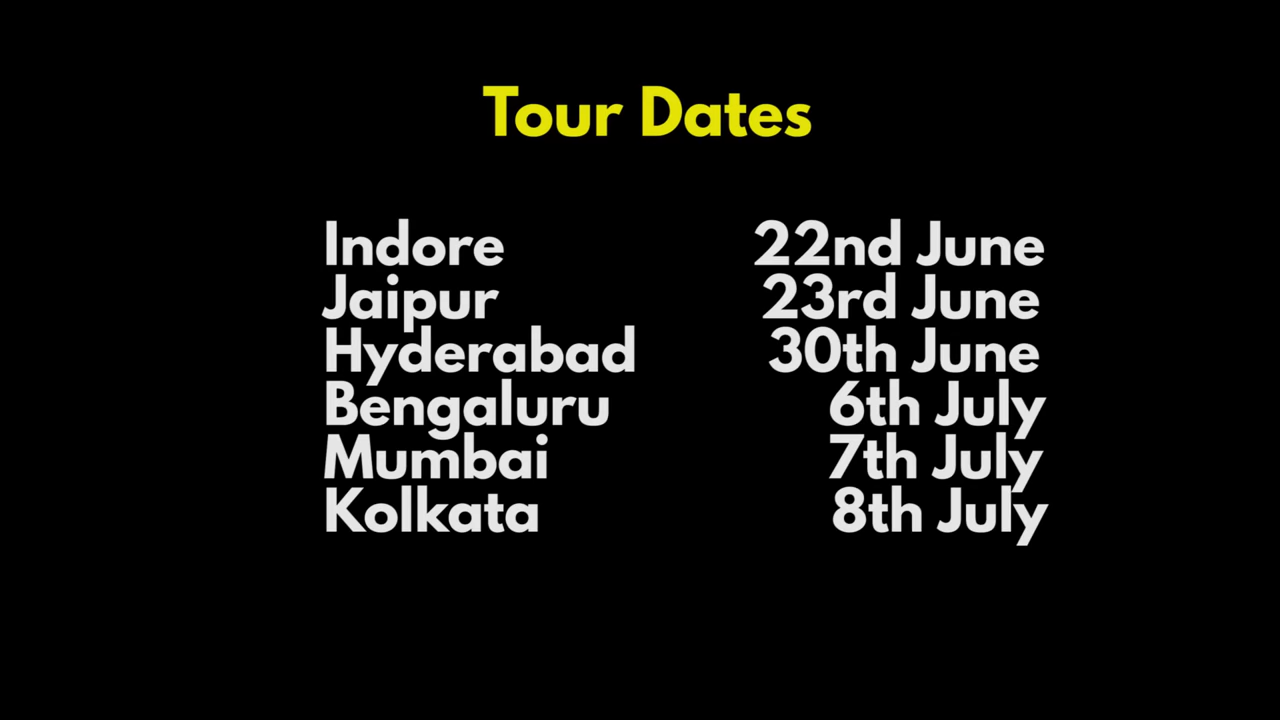 Tour Dates
Indore 22nd June
Jaipur 23rd June
Hyderabad 30th June
Bengaluru 6th July
Mumbai 7th July
Kolkata 8th July